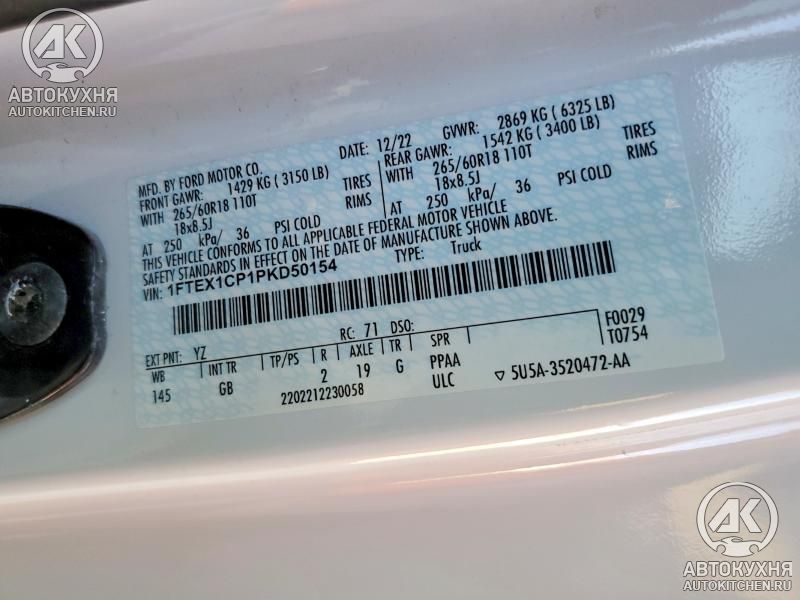 АК
АВТОКУХНЯ
AUTOKITCHEN.RU
MFD. BY FORD MOTOR CO.
DATE: 12/22 GVWR: 2869 KG ( 6325 LB)
FRONT GAWR: 1429 KG ( 3150 LB) REAR GAWR: 1542 KG ( 3400 LB)
WITH 265/60R18 110T TIRES WITH 265/60R18 110T TIRES
18x8.5J RIMS 18x8.5J RIMS
AT 250 kPa/ 36 PSI COLD AT 250 kPa/ 36 PSI COLD
THIS VEHICLE CONFORMS TO ALL APPLICABLE FEDERAL MOTOR VEHICLE
SAFETY STANDARDS IN EFFECT ON THE DATE OF MANUFACTURE SHOWN ABOVE.
VIN: 1FTEX1CP1PKD50154 TYPE: Truck
EXT PNT: YZ RC: 71 DSO: F0029
WB INT TR TP/PS R AXLE TR SPR T0754
145 GB 2 19 G PPAA
2202212230058 ULC ▽ 5U5A-3520472-AA
АК
АВТОКУХНЯ
AUTOKITCHEN.RU